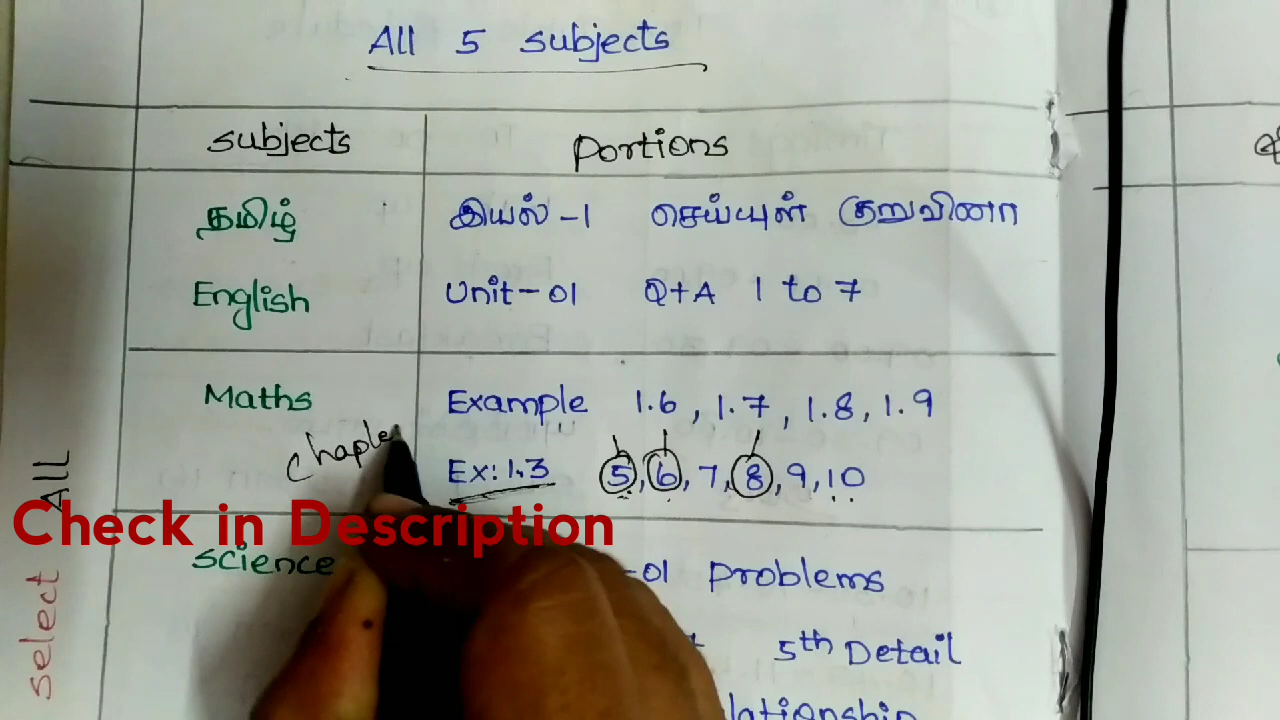 All 5 subjects
subjects Portions
தமிழ் இயல்-1 செய்யுள் குறுவினா
English Unit-01 Q+A 1 to 7
Maths Example 1.6, 1.7, 1.8, 1.9
Ex: 1.3 5, 6, 7, 8, 9, 10
Check in Description
Science -01 problems
5th Detail
select All